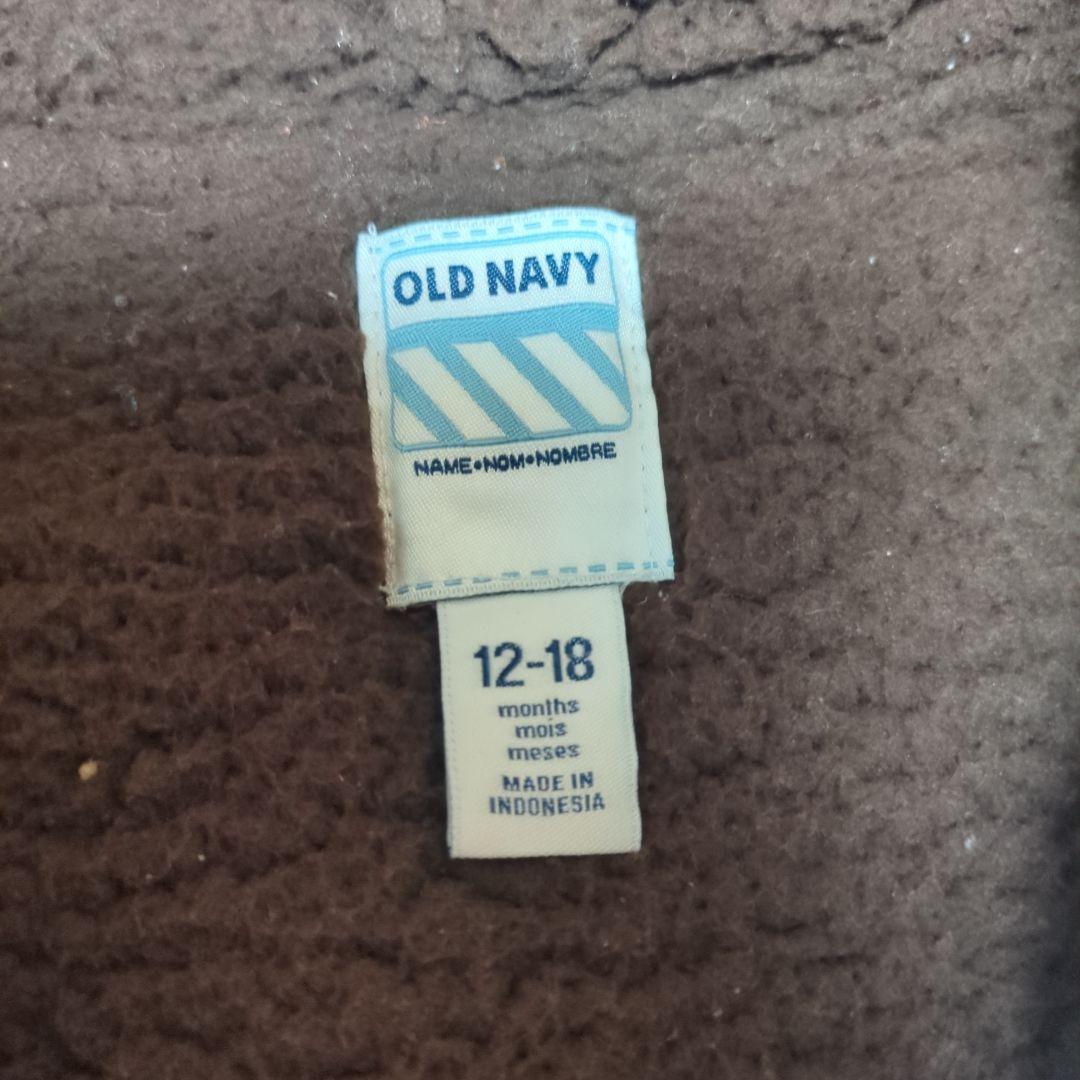 OLD NAVY
NAME•NOM•NOMBRE
12-18
months
mois
meses
MADE IN
INDONESIA